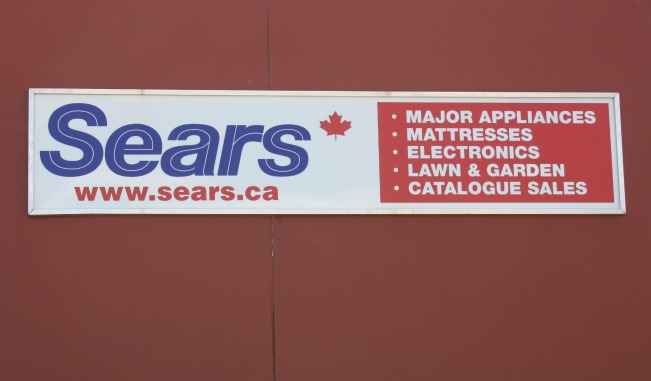 Sears
www.sears.ca
• MAJOR APPLIANCES
• MATTRESSES
• ELECTRONICS
• LAWN & GARDEN
• CATALOGUE SALES